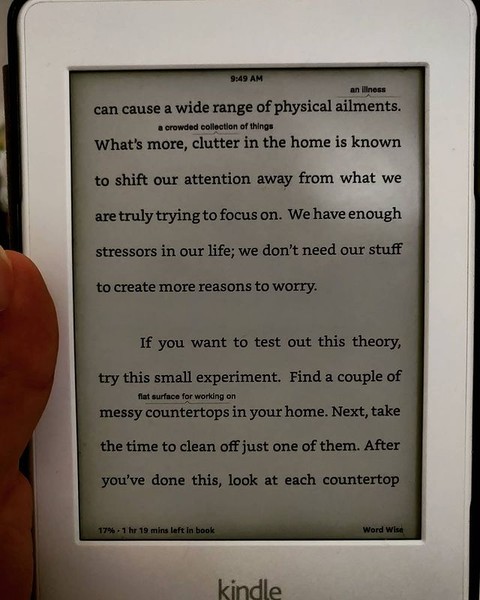 9:49 AM
an illness
can cause a wide range of physical ailments.
a crowded collection of things
What's more, clutter in the home is known
to shift our attention away from what we
are truly trying to focus on. We have enough
stressors in our life; we don't need our stuff
to create more reasons to worry.
If you want to test out this theory,
try this small experiment. Find a couple of
flat surface for working on
messy countertops in your home. Next, take
the time to clean off just one of them. After
you've done this, look at each countertop
17% · 1 hr 19 mins left in book Word Wise
kindle